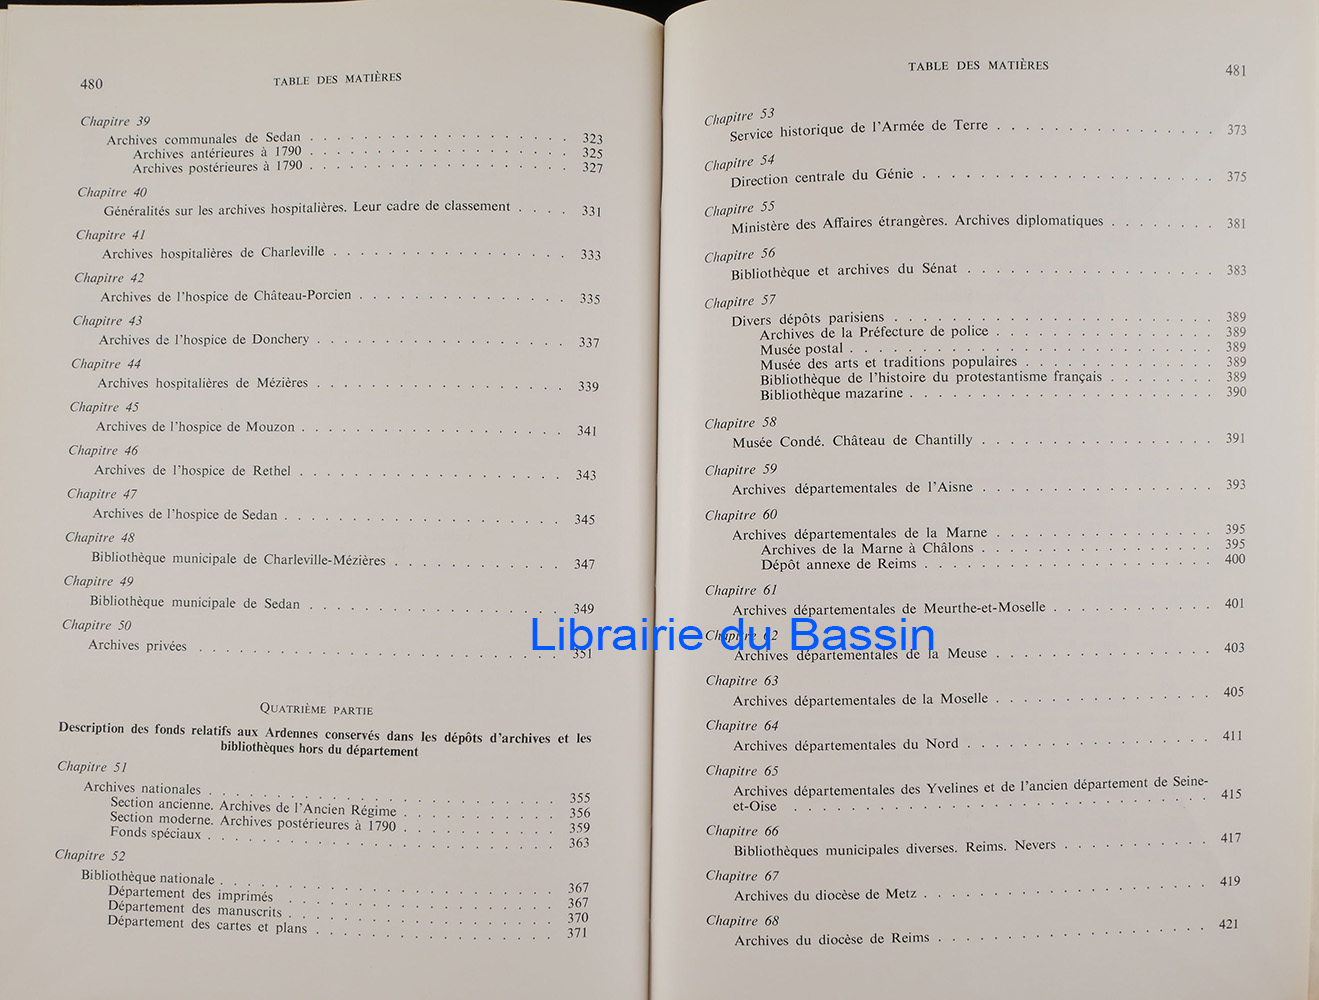 480
TABLE DES MATIÈRES
Chapitre 39
Archives communales de Sedan . . . . . . . . . . . . . . . . . . . 323
Archives antérieures à 1790 . . . . . . . . . . . . . . . . . . . 325
Archives postérieures à 1790 . . . . . . . . . . . . . . . . . . . 327
Chapitre 40
Généralités sur les archives hospitalières. Leur cadre de classement . . . . 331
Chapitre 41
Archives hospitalières de Charleville . . . . . . . . . . . . . . . . . 333
Chapitre 42
Archives de l'hospice de Château-Porcien . . . . . . . . . . . . . . . 335
Chapitre 43
Archives de l'hospice de Donchery . . . . . . . . . . . . . . . . . . 337
Chapitre 44
Archives hospitalières de Mézières . . . . . . . . . . . . . . . . . . 339
Chapitre 45
Archives de l'hospice de Mouzon . . . . . . . . . . . . . . . . . . . 341
Chapitre 46
Archives de l'hospice de Rethel . . . . . . . . . . . . . . . . . . . 343
Chapitre 47
Archives de l'hospice de Sedan . . . . . . . . . . . . . . . . . . . . 345
Chapitre 48
Bibliothèque municipale de Charleville-Mézières . . . . . . . . . . . . 347
Chapitre 49
Bibliothèque municipale de Sedan . . . . . . . . . . . . . . . . . . . 349
Chapitre 50
Archives privées . . . . . . . . . . . . . . . . . . . . . . . . . . 351
QUATRIÈME PARTIE
Description des fonds relatifs aux Ardennes conservés dans les dépôts d'archives et les
bibliothèques hors du département
Chapitre 51
Archives nationales . . . . . . . . . . . . . . . . . . . . . . . . . 355
Section ancienne. Archives de l'Ancien Régime . . . . . . . . . . . . 356
Section moderne. Archives postérieures à 1790 . . . . . . . . . . . . 359
Fonds spéciaux . . . . . . . . . . . . . . . . . . . . . . . . . . 363
Chapitre 52
Bibliothèque nationale . . . . . . . . . . . . . . . . . . . . . . . . 367
Département des imprimés . . . . . . . . . . . . . . . . . . . . . 367
Département des manuscrits . . . . . . . . . . . . . . . . . . . . 370
Département des cartes et plans . . . . . . . . . . . . . . . . . . 371
TABLE DES MATIÈRES
481
Chapitre 53
Service historique de l'Armée de Terre . . . . . . . . . . . . . . . . 373
Chapitre 54
Direction centrale du Génie . . . . . . . . . . . . . . . . . . . . . 375
Chapitre 55
Ministère des Affaires étrangères. Archives diplomatiques . . . . . . . . 381
Chapitre 56
Bibliothèque et archives du Sénat . . . . . . . . . . . . . . . . . . 383
Chapitre 57
Divers dépôts parisiens . . . . . . . . . . . . . . . . . . . . . . . 389
Archives de la Préfecture de police . . . . . . . . . . . . . . . . 389
Musée postal . . . . . . . . . . . . . . . . . . . . . . . . . . . 389
Musée des arts et traditions populaires . . . . . . . . . . . . . . 389
Bibliothèque de l'histoire du protestantisme français . . . . . . . . 389
Bibliothèque mazarine . . . . . . . . . . . . . . . . . . . . . . . 390
Chapitre 58
Musée Condé. Château de Chantilly . . . . . . . . . . . . . . . . . 391
Chapitre 59
Archives départementales de l'Aisne . . . . . . . . . . . . . . . . . 393
Chapitre 60
Archives départementales de la Marne . . . . . . . . . . . . . . . . 395
Archives de la Marne à Châlons . . . . . . . . . . . . . . . . . . 395
Dépôt annexe de Reims . . . . . . . . . . . . . . . . . . . . . . 400
Chapitre 61
Archives départementales de Meurthe-et-Moselle . . . . . . . . . . . . 401
Chapitre 62
Archives départementales de la Meuse . . . . . . . . . . . . . . . . 403
Chapitre 63
Archives départementales de la Moselle . . . . . . . . . . . . . . . . 405
Chapitre 64
Archives départementales du Nord . . . . . . . . . . . . . . . . . . 411
Chapitre 65
Archives départementales des Yvelines et de l'ancien département de Seine-
et-Oise . . . . . . . . . . . . . . . . . . . . . . . . . . . . . . 415
Chapitre 66
Bibliothèques municipales diverses. Reims. Nevers . . . . . . . . . . . 417
Chapitre 67
Archives du diocèse de Metz . . . . . . . . . . . . . . . . . . . . . 419
Chapitre 68
Archives du diocèse de Reims . . . . . . . . . . . . . . . . . . . . 421
Librairie du Bassin